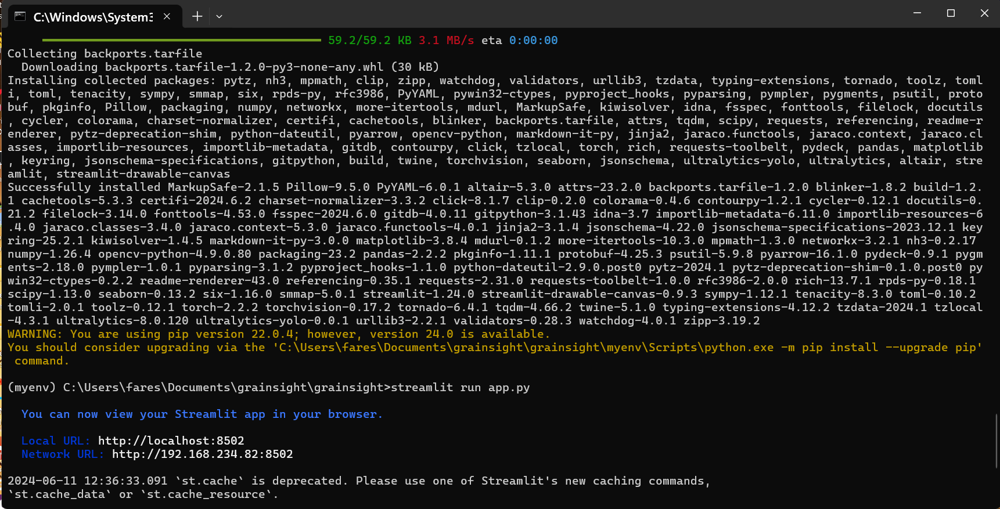 C:\Windows\System3
59.2/59.2 KB 3.1 MB/s eta 0:00:00
Collecting backports.tarfile
Downloading backports.tarfile-1.2.0-py3-none-any.whl (30 kB)
Installing collected packages: pytz, nh3, mpmath, clip, zipp, watchdog, validators, urllib3, tzdata, typing-extensions, tornado, toolz, toml
i, toml, tenacity, sympy, smmap, six, rpds-py, rfc3986, PyYAML, pywin32-ctypes, pyproject_hooks, pyparsing, pympler, pygments, psutil, proto
buf, pkginfo, Pillow, packaging, numpy, networkx, more-itertools, mdurl, MarkupSafe, kiwisolver, idna, fsspec, fonttools, filelock, docutils
, cycler, colorama, charset-normalizer, certifi, cachetools, blinker, backports.tarfile, attrs, tqdm, scipy, requests, referencing, readme-r
enderer, pytz-deprecation-shim, python-dateutil, pyarrow, opencv-python, markdown-it-py, jinja2, jaraco.functools, jaraco.context, jaraco.cl
asses, importlib-resources, importlib-metadata, gitdb, contourpy, click, tzlocal, torch, rich, requests-toolbelt, pydeck, pandas, matplotlib
, keyring, jsonschema-specifications, gitpython, build, twine, torchvision, seaborn, jsonschema, ultralytics-yolo, ultralytics, altair, stre
amlit, streamlit-drawable-canvas
Successfully installed MarkupSafe-2.1.5 Pillow-9.5.0 PyYAML-6.0.1 altair-5.3.0 attrs-23.2.0 backports.tarfile-1.2.0 blinker-1.8.2 build-1.2.
1 cachetools-5.3.3 certifi-2024.6.2 charset-normalizer-3.3.2 click-8.1.7 clip-0.2.0 colorama-0.4.6 contourpy-1.2.1 cycler-0.12.1 docutils-0.
21.2 filelock-3.14.0 fonttools-4.53.0 fsspec-2024.6.0 gitdb-4.0.11 gitpython-3.1.43 idna-3.7 importlib-metadata-6.11.0 importlib-resources-6
.4.0 jaraco.classes-3.4.0 jaraco.context-5.3.0 jaraco.functools-4.0.1 jinja2-3.1.4 jsonschema-4.22.0 jsonschema-specifications-2023.12.1 key
ring-25.2.1 kiwisolver-1.4.5 markdown-it-py-3.0.0 matplotlib-3.8.4 mdurl-0.1.2 more-itertools-10.3.0 mpmath-1.3.0 networkx-3.2.1 nh3-0.2.17
numpy-1.26.4 opencv-python-4.9.0.80 packaging-23.2 pandas-2.2.2 pkginfo-1.11.1 protobuf-4.25.3 psutil-5.9.8 pyarrow-16.1.0 pydeck-0.9.1 pygm
ents-2.18.0 pympler-1.0.1 pyparsing-3.1.2 pyproject_hooks-1.1.0 python-dateutil-2.9.0.post0 pytz-2024.1 pytz-deprecation-shim-0.1.0.post0 py
win32-ctypes-0.2.2 readme-renderer-43.0 referencing-0.35.1 requests-2.31.0 requests-toolbelt-1.0.0 rfc3986-2.0.0 rich-13.7.1 rpds-py-0.18.1
scipy-1.13.0 seaborn-0.13.2 six-1.16.0 smmap-5.0.1 streamlit-1.24.0 streamlit-drawable-canvas-0.9.3 sympy-1.12.1 tenacity-8.3.0 toml-0.10.2
tomli-2.0.1 toolz-0.12.1 torch-2.2.2 torchvision-0.17.2 tornado-6.4.1 tqdm-4.66.2 twine-5.1.0 typing-extensions-4.12.2 tzdata-2024.1 tzlocal
-4.3.1 ultralytics-8.0.120 ultralytics-yolo-0.0.1 urllib3-2.2.1 validators-0.28.3 watchdog-4.0.1 zipp-3.19.2
WARNING: You are using pip version 22.0.4; however, version 24.0 is available.
You should consider upgrading via the 'C:\Users\fares\Documents\grainsight\grainsight\myenv\Scripts\python.exe -m pip install --upgrade pip'
command.
(myenv) C:\Users\fares\Documents\grainsight\grainsight>streamlit run app.py
You can now view your Streamlit app in your browser.
Local URL: http://localhost:8502
Network URL: http://192.168.234.82:8502
2024-06-11 12:36:33.091 `st.cache` is deprecated. Please use one of Streamlit's new caching commands,
`st.cache_data` or `st.cache_resource`.